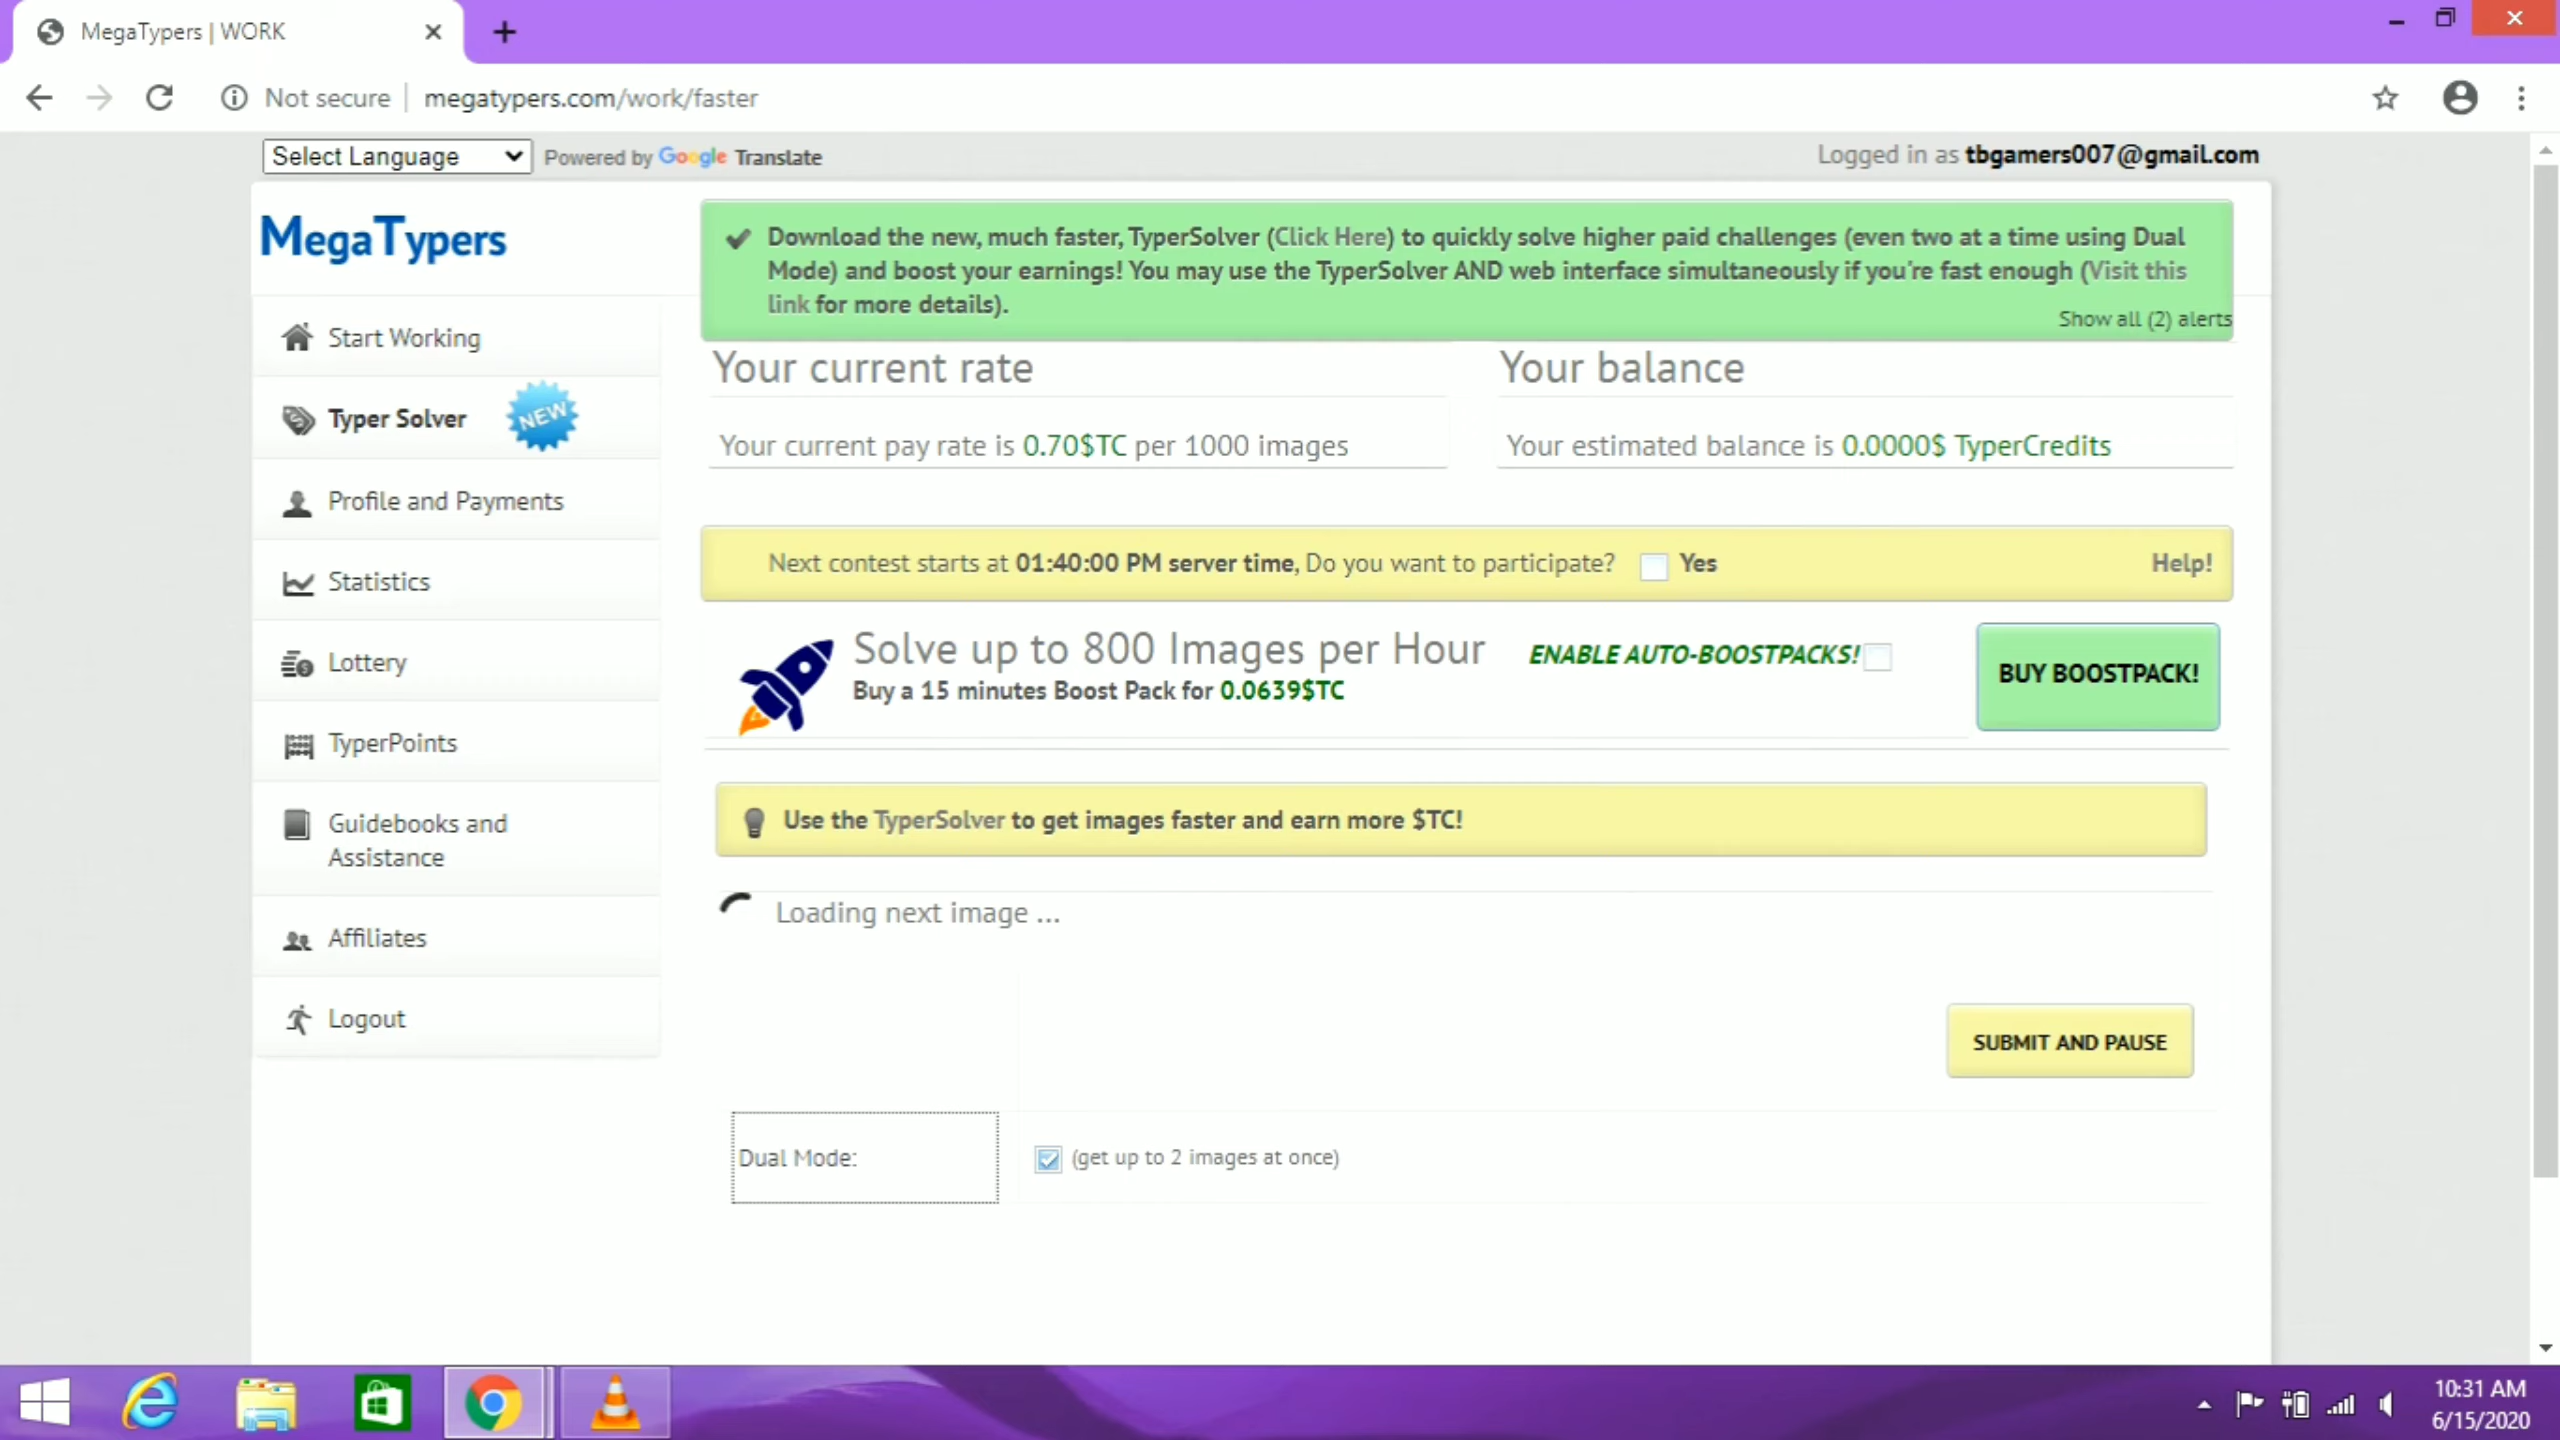 MegaTypers | WORK
Not secure | megatypers.com/work/faster
Select Language
Powered by Google Translate
Logged in as tbgamers007@gmail.com
MegaTypers
Start Working
Typer Solver
NEW
Profile and Payments
Statistics
Lottery
TyperPoints
Guidebooks and
Assistance
Affiliates
Logout
Download the new, much faster, TyperSolver (Click Here) to quickly solve higher paid challenges (even two at a time using Dual
Mode) and boost your earnings! You may use the TyperSolver AND web interface simultaneously if you're fast enough (Visit this
link for more details).
Show all (2) alerts
Your current rate
Your current pay rate is 0.70$TC per 1000 images
Your balance
Your estimated balance is 0.0000$ TyperCredits
Next contest starts at 01:40:00 PM server time, Do you want to participate? Yes
Help!
Solve up to 800 Images per Hour
Buy a 15 minutes Boost Pack for 0.0639$TC
ENABLE AUTO-BOOSTPACKS!
BUY BOOSTPACK!
Use the TyperSolver to get images faster and earn more $TC!
Loading next image ...
SUBMIT AND PAUSE
Dual Mode:
(get up to 2 images at once)
10:31 AM
6/15/2020